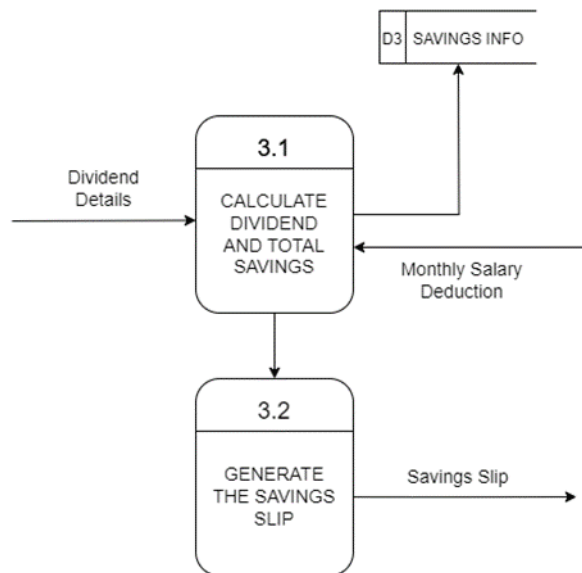 D3 SAVINGS INFO
3.1
CALCULATE
DIVIDEND
AND TOTAL
SAVINGS
Dividend
Details
Monthly Salary
Deduction
3.2
GENERATE
THE SAVINGS
SLIP
Savings Slip